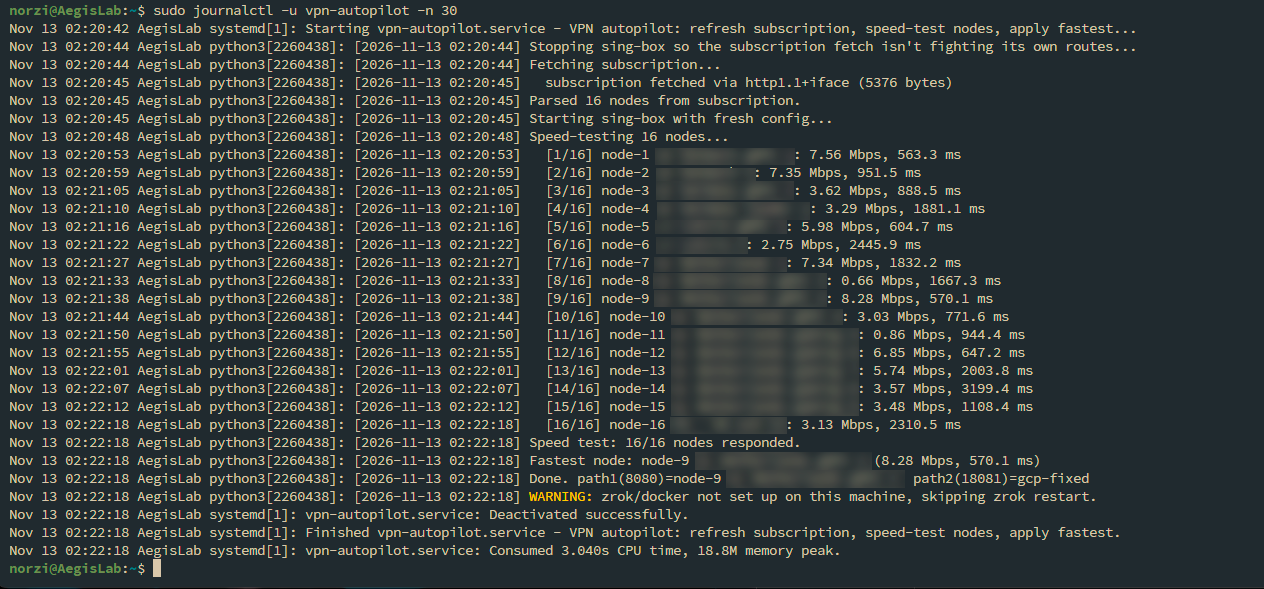 norzi@AegisLab:~$ sudo journalctl -u vpn-autopilot -n 30
Nov 13 02:20:42 AegisLab systemd[1]: Starting vpn-autopilot.service - VPN autopilot: refresh subscription, speed-test nodes, apply fastest...
Nov 13 02:20:44 AegisLab python3[2260438]: [2026-11-13 02:20:44] Stopping sing-box so the subscription fetch isn't fighting its own routes...
Nov 13 02:20:44 AegisLab python3[2260438]: [2026-11-13 02:20:44] Fetching subscription...
Nov 13 02:20:45 AegisLab python3[2260438]: [2026-11-13 02:20:45]   subscription fetched via http1.1+iface (5376 bytes)
Nov 13 02:20:45 AegisLab python3[2260438]: [2026-11-13 02:20:45] Parsed 16 nodes from subscription.
Nov 13 02:20:45 AegisLab python3[2260438]: [2026-11-13 02:20:45] Starting sing-box with fresh config...
Nov 13 02:20:48 AegisLab python3[2260438]: [2026-11-13 02:20:48] Speed-testing 16 nodes...
Nov 13 02:20:53 AegisLab python3[2260438]: [2026-11-13 02:20:53]   [1/16] node-1 : 7.56 Mbps, 563.3 ms
Nov 13 02:20:59 AegisLab python3[2260438]: [2026-11-13 02:20:59]   [2/16] node-2 : 7.35 Mbps, 951.5 ms
Nov 13 02:21:05 AegisLab python3[2260438]: [2026-11-13 02:21:05]   [3/16] node-3 : 3.62 Mbps, 888.5 ms
Nov 13 02:21:10 AegisLab python3[2260438]: [2026-11-13 02:21:10]   [4/16] node-4 : 3.29 Mbps, 1881.1 ms
Nov 13 02:21:16 AegisLab python3[2260438]: [2026-11-13 02:21:16]   [5/16] node-5 : 5.98 Mbps, 604.7 ms
Nov 13 02:21:22 AegisLab python3[2260438]: [2026-11-13 02:21:22]   [6/16] node-6 : 2.75 Mbps, 2445.9 ms
Nov 13 02:21:27 AegisLab python3[2260438]: [2026-11-13 02:21:27]   [7/16] node-7 : 7.34 Mbps, 1832.2 ms
Nov 13 02:21:33 AegisLab python3[2260438]: [2026-11-13 02:21:33]   [8/16] node-8 : 0.66 Mbps, 1667.3 ms
Nov 13 02:21:38 AegisLab python3[2260438]: [2026-11-13 02:21:38]   [9/16] node-9 : 8.28 Mbps, 570.1 ms
Nov 13 02:21:44 AegisLab python3[2260438]: [2026-11-13 02:21:44]   [10/16] node-10 : 3.03 Mbps, 771.6 ms
Nov 13 02:21:50 AegisLab python3[2260438]: [2026-11-13 02:21:50]   [11/16] node-11 : 0.86 Mbps, 944.4 ms
Nov 13 02:21:55 AegisLab python3[2260438]: [2026-11-13 02:21:55]   [12/16] node-12 : 6.85 Mbps, 647.2 ms
Nov 13 02:22:01 AegisLab python3[2260438]: [2026-11-13 02:22:01]   [13/16] node-13 : 5.74 Mbps, 2003.8 ms
Nov 13 02:22:07 AegisLab python3[2260438]: [2026-11-13 02:22:07]   [14/16] node-14 : 3.57 Mbps, 3199.4 ms
Nov 13 02:22:12 AegisLab python3[2260438]: [2026-11-13 02:22:12]   [15/16] node-15 : 3.48 Mbps, 1108.4 ms
Nov 13 02:22:18 AegisLab python3[2260438]: [2026-11-13 02:22:18]   [16/16] node-16 : 3.13 Mbps, 2310.5 ms
Nov 13 02:22:18 AegisLab python3[2260438]: [2026-11-13 02:22:18] Speed test: 16/16 nodes responded.
Nov 13 02:22:18 AegisLab python3[2260438]: [2026-11-13 02:22:18] Fastest node: node-9 (8.28 Mbps, 570.1 ms)
Nov 13 02:22:18 AegisLab python3[2260438]: [2026-11-13 02:22:18] Done. path1(8080)=node-9 path2(18081)=gcp-fixed
Nov 13 02:22:18 AegisLab python3[2260438]: [2026-11-13 02:22:18] WARNING: zrok/docker not set up on this machine, skipping zrok restart.
Nov 13 02:22:18 AegisLab systemd[1]: vpn-autopilot.service: Deactivated successfully.
Nov 13 02:22:18 AegisLab systemd[1]: Finished vpn-autopilot.service - VPN autopilot: refresh subscription, speed-test nodes, apply fastest.
Nov 13 02:22:18 AegisLab systemd[1]: vpn-autopilot.service: Consumed 3.040s CPU time, 18.8M memory peak.
norzi@AegisLab:~$